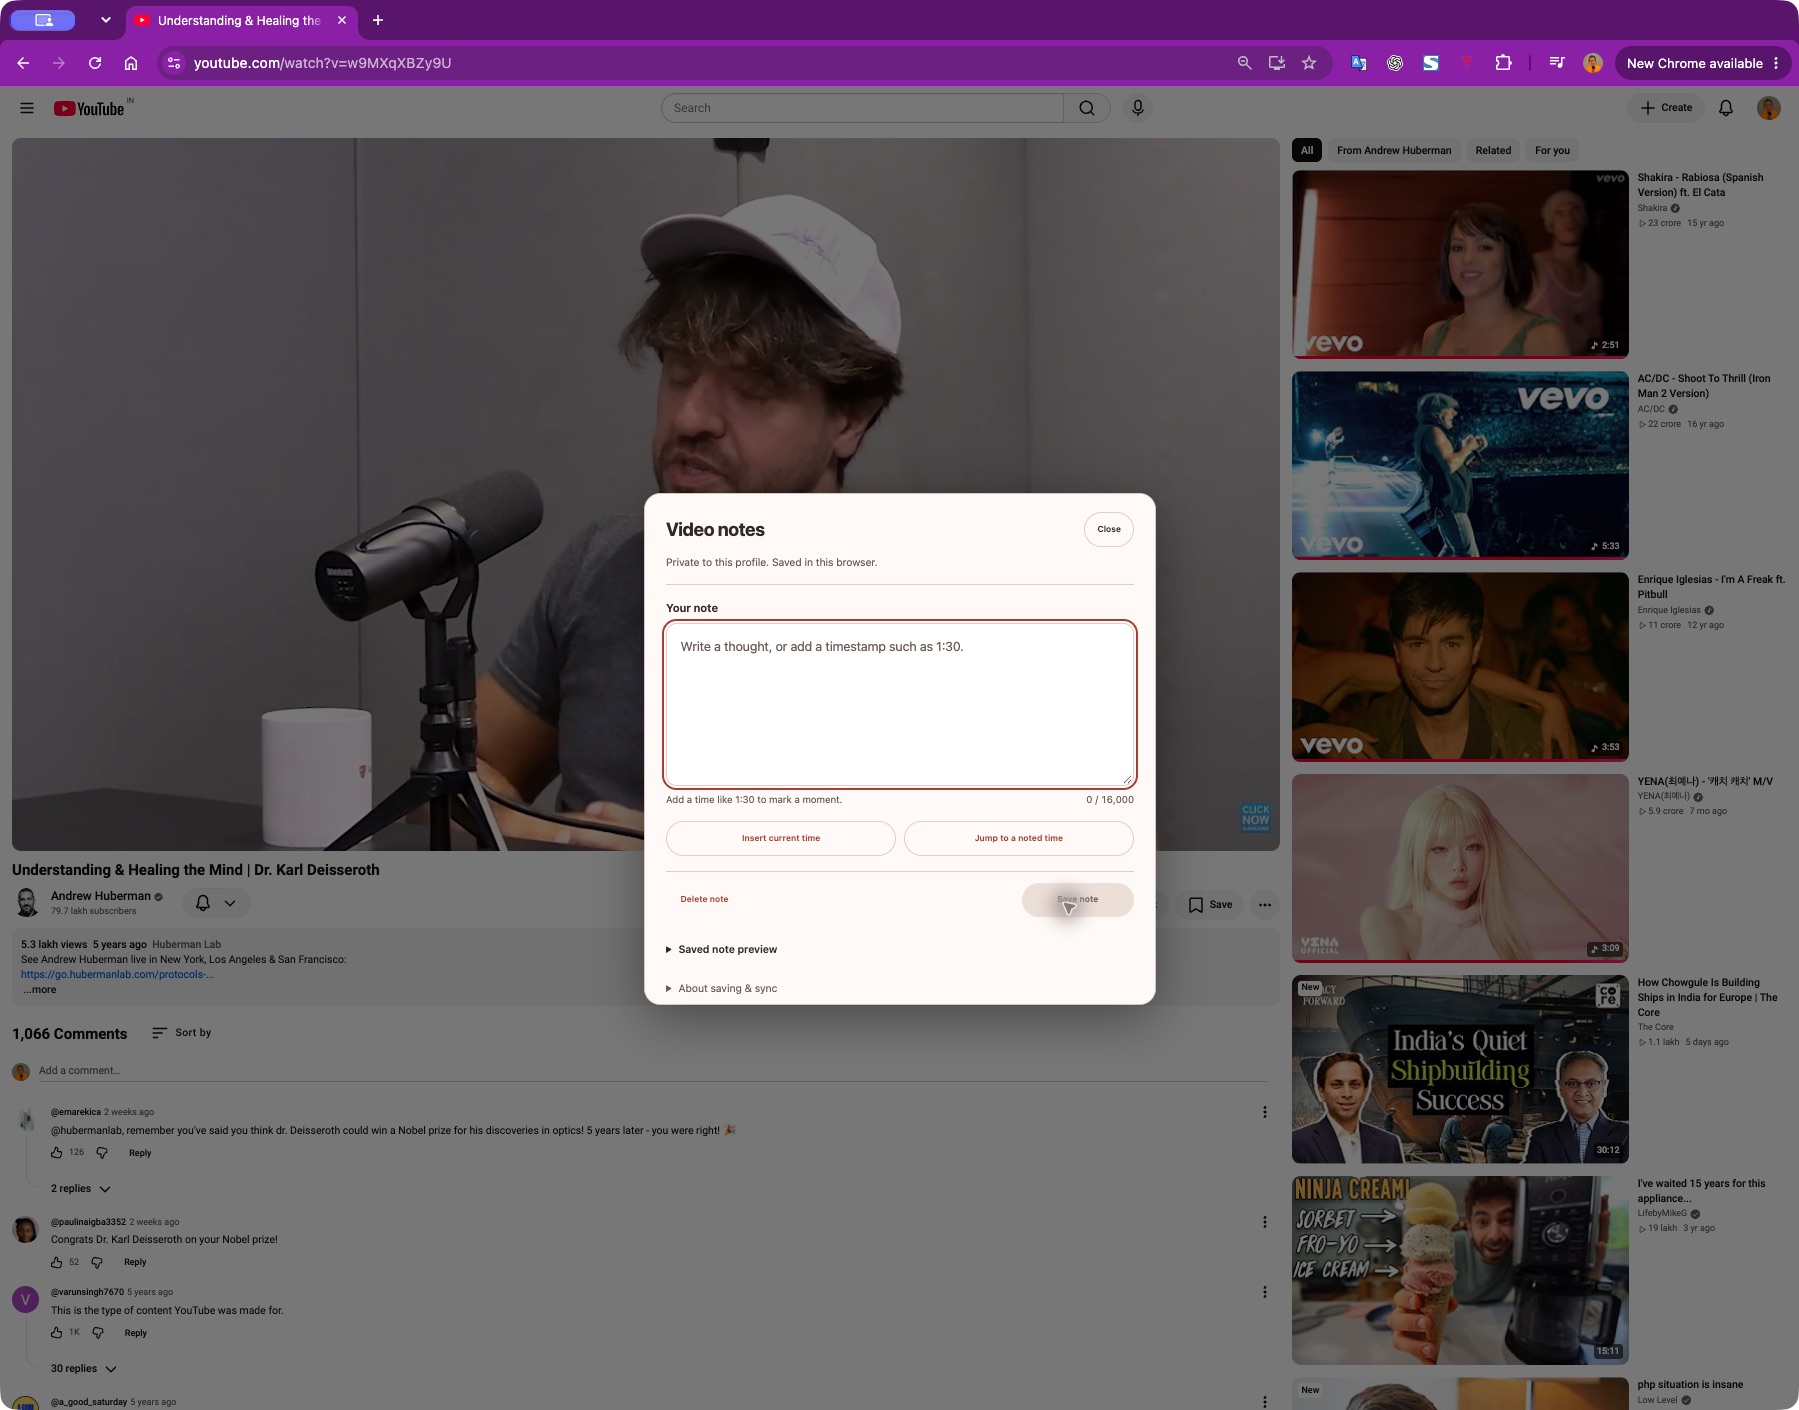 Understanding & Healing the
youtube.com/watch?v=w9MXqXBZy9U
New Chrome available
YouTube IN
Search
Create
All
From Andrew Huberman
Related
For you
vevo
vevo
2:51
Shakira - Rabiosa (Spanish
Version) ft. El Cata
Shakira
23 crore 15 yr ago
vevo
vevo
5:33
AC/DC - Shoot To Thrill (Iron
Man 2 Version)
AC/DC
22 crore 16 yr ago
vevo
3:53
Enrique Iglesias - I'm A Freak ft.
Pitbull
Enrique Iglesias
11 crore 12 yr ago
YENA
OFFICIAL
3:09
YENA(최예나) - '캐치 캐치' M/V
YENA(최예나)
5.9 crore 7 mo ago
New
FORWARD
core
India's Quiet
Shipbuilding
Success
30:12
How Chowgule Is Building
Ships in India for Europe | The
Core
The Core
1.1 lakh 5 days ago
NINJA CREAMI
SORBET
FRO-YO
ICE CREAM
15:11
I've waited 15 years for this
appliance...
LifebyMikeG
19 lakh 3 yr ago
New
php situation is insane
Low Level
CLICK
NOW
Video notes
Close
Private to this profile. Saved in this browser.
Your note
Write a thought, or add a timestamp such as 1:30.
Add a time like 1:30 to mark a moment.
0 / 16,000
Insert current time
Jump to a noted time
Delete note
Save note
Saved note preview
About saving & sync
Understanding & Healing the Mind | Dr. Karl Deisseroth
Andrew Huberman
79.7 lakh subscribers
Save
5.3 lakh views 5 years ago Huberman Lab
See Andrew Huberman live in New York, Los Angeles & San Francisco:
https://go.hubermanlab.com/protocols-...
...more
1,066 Comments
Sort by
Add a comment...
@emarekica 2 weeks ago
@hubermanlab, remember you've said you think dr. Deisseroth could win a Nobel prize for his discoveries in optics! 5 years later - you were right! 🎉
126
Reply
2 replies
@paulinaigba3352 2 weeks ago
Congrats Dr. Karl Deisseroth on your Nobel prize!
52
Reply
V
@varunsingh7670 5 years ago
This is the type of content YouTube was made for.
1K
Reply
30 replies
@a_good_saturday 5 years ago